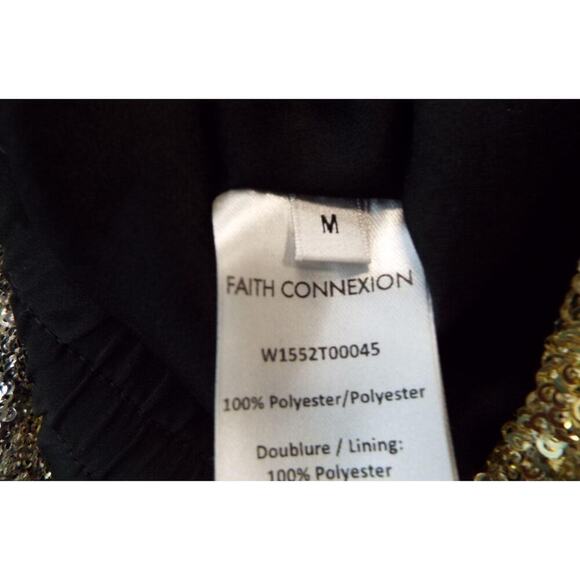 M
FAITH CONNEXION
W1552T00045
100% Polyester/Polyester
Doublure / Lining:
100% Polyester